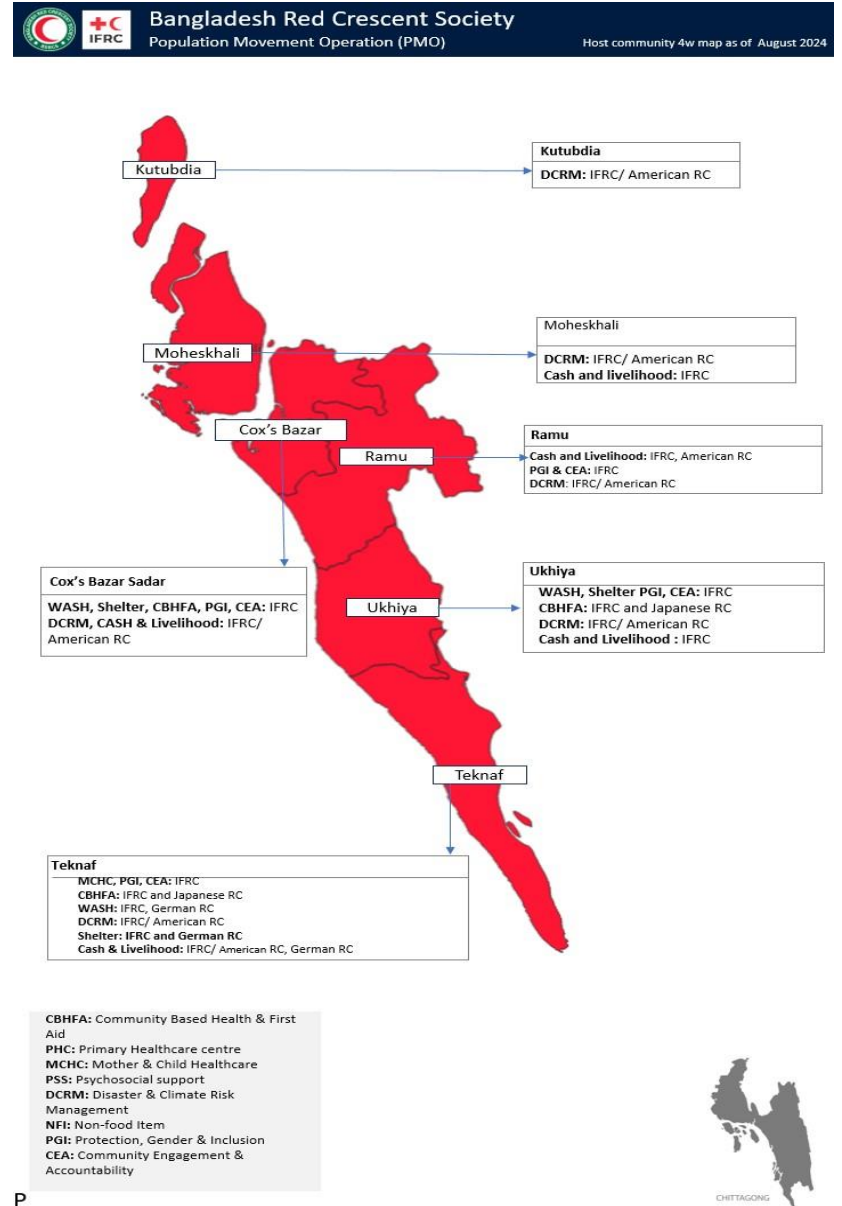 Bangladesh Red Crescent Society
IFRC
Population Movement Operation (PMO)
Host community 4w map as of August 2024
Kutubdia
Kutubdia
DCRM: IFRC/ American RC
Moheskhali
Moheskhali
DCRM: IFRC/ American RC
Cash and livelihood: IFRC
Cox's Bazar
Ramu
Ramu
Cash and Livelihood: IFRC, American RC
PGI & CEA: IFRC
DCRM: IFRC/ American RC
Cox's Bazar Sadar
WASH, Shelter, CBHFA, PGI, CEA: IFRC
DCRM, CASH & Livelihood: IFRC/
American RC
Ukhiya
Ukhiya
WASH, Shelter PGI, CEA: IFRC
CBHFA: IFRC and Japanese RC
DCRM: IFRC/ American RC
Cash and Livelihood : IFRC
Teknaf
Teknaf
MCHC, PGI, CEA: IFRC
CBHFA: IFRC and Japanese RC
WASH: IFRC, German RC
DCRM: IFRC/ American RC
Shelter: IFRC and German RC
Cash & Livelihood: IFRC/ American RC, German RC
CBHFA: Community Based Health & First
Aid
PHC: Primary Healthcare centre
MCHC: Mother & Child Healthcare
PSS: Psychosocial support
DCRM: Disaster & Climate Risk
Management
NFI: Non-food Item
PGI: Protection, Gender & Inclusion
CEA: Community Engagement &
Accountability
CHITTAGONG
P